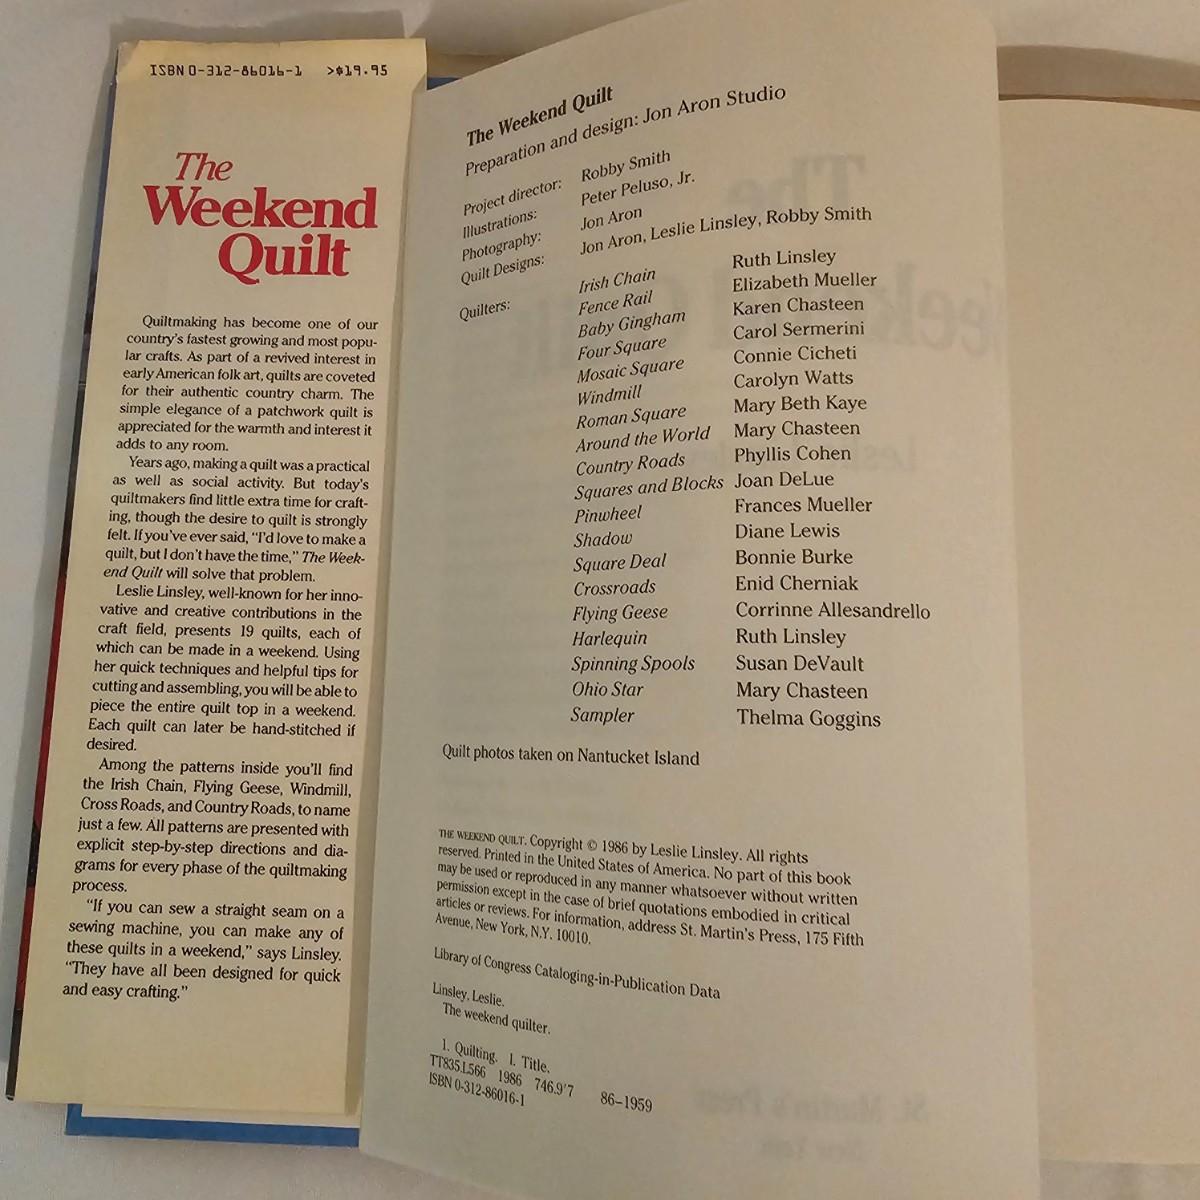 ISBN 0-312-86016-1 >$19.95
The
Weekend
Quilt
Quiltmaking has become one of our
country's fastest growing and most popu-
lar crafts. As part of a revived interest in
early American folk art, quilts are coveted
for their authentic country charm. The
simple elegance of a patchwork quilt is
appreciated for the warmth and interest it
adds to any room.
Years ago, making a quilt was a practical
as well as social activity. But today's
quiltmakers find little extra time for craft-
ing, though the desire to quilt is strongly
felt. If you've ever said, "I'd love to make a
quilt, but I don't have the time," The Week-
end Quilt will solve that problem.
Leslie Linsley, well-known for her inno-
vative and creative contributions in the
craft field, presents 19 quilts, each of
which can be made in a weekend. Using
her quick techniques and helpful tips for
cutting and assembling, you will be able to
piece the entire quilt top in a weekend.
Each quilt can later be hand-stitched if
desired.
Among the patterns inside you'll find
the Irish Chain, Flying Geese, Windmill,
Cross Roads, and Country Roads, to name
just a few. All patterns are presented with
explicit step-by-step directions and dia-
grams for every phase of the quiltmaking
process.
"If you can sew a straight seam on a
sewing machine, you can make any of
these quilts in a weekend," says Linsley.
"They have all been designed for quick
and easy crafting."
The Weekend Quilt
Preparation and design: Jon Aron Studio
Project director: Robby Smith
Illustrations: Peter Peluso, Jr.
Photography: Jon Aron
Quilt Designs: Jon Aron, Leslie Linsley, Robby Smith
Quilters: Irish Chain Ruth Linsley
Fence Rail Elizabeth Mueller
Baby Gingham Karen Chasteen
Four Square Carol Sermerini
Mosaic Square Connie Cicheti
Windmill Carolyn Watts
Roman Square Mary Beth Kaye
Around the World Mary Chasteen
Country Roads Phyllis Cohen
Squares and Blocks Joan DeLue
Pinwheel Frances Mueller
Shadow Diane Lewis
Square Deal Bonnie Burke
Crossroads Enid Cherniak
Flying Geese Corrinne Allesandrello
Harlequin Ruth Linsley
Spinning Spools Susan DeVault
Ohio Star Mary Chasteen
Sampler Thelma Goggins
Quilt photos taken on Nantucket Island
THE WEEKEND QUILT. Copyright © 1986 by Leslie Linsley. All rights
reserved. Printed in the United States of America. No part of this book
may be used or reproduced in any manner whatsoever without written
permission except in the case of brief quotations embodied in critical
articles or reviews. For information, address St. Martin's Press, 175 Fifth
Avenue, New York, N.Y. 10010.
Library of Congress Cataloging-in-Publication Data
Linsley, Leslie.
The weekend quilter.
1. Quilting. I. Title.
TT835.L566 1986 746.9'7 86-1959
ISBN 0-312-86016-1